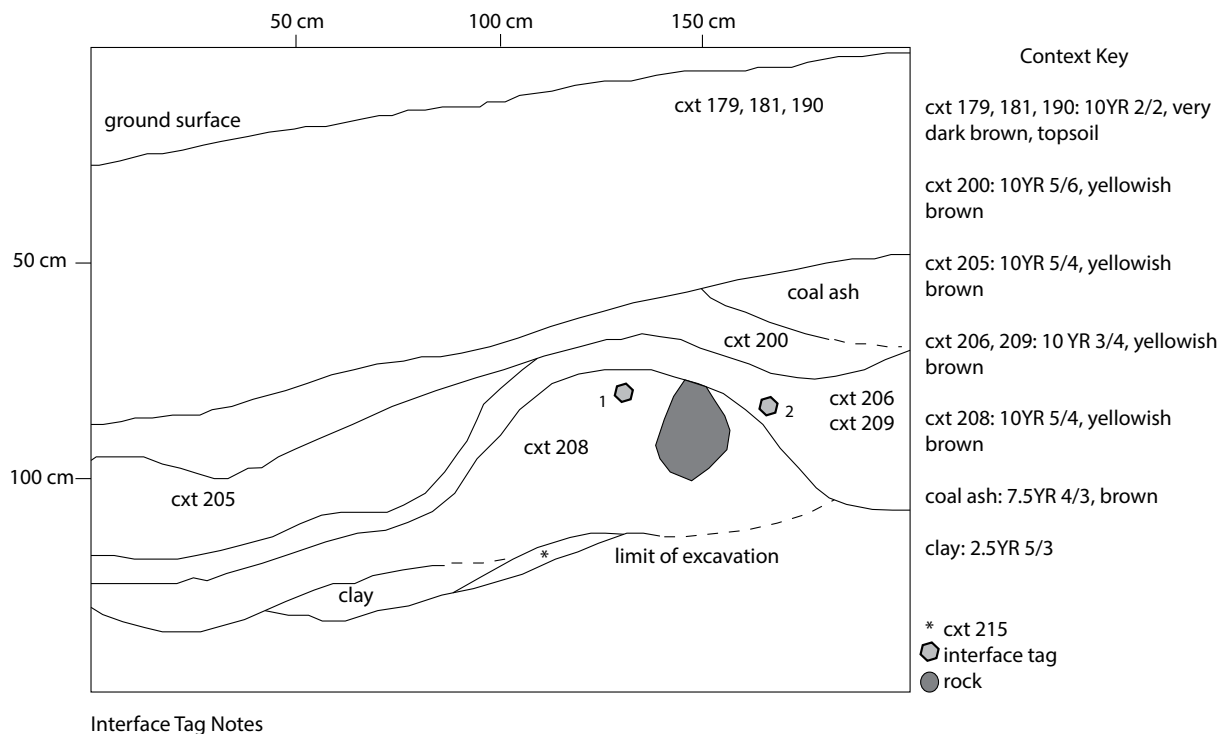 50 cm
100 cm
150 cm
ground surface
cxt 179, 181, 190
50 cm
coal ash
cxt 200
1
2
cxt 206
cxt 209
cxt 208
100 cm
cxt 205
*
limit of excavation
clay
Context Key
cxt 179, 181, 190: 10YR 2/2, very
dark brown, topsoil
cxt 200: 10YR 5/6, yellowish
brown
cxt 205: 10YR 5/4, yellowish
brown
cxt 206, 209: 10 YR 3/4, yellowish
brown
cxt 208: 10YR 5/4, yellowish
brown
coal ash: 7.5YR 4/3, brown
clay: 2.5YR 5/3
* cxt 215
interface tag
rock
Interface Tag Notes